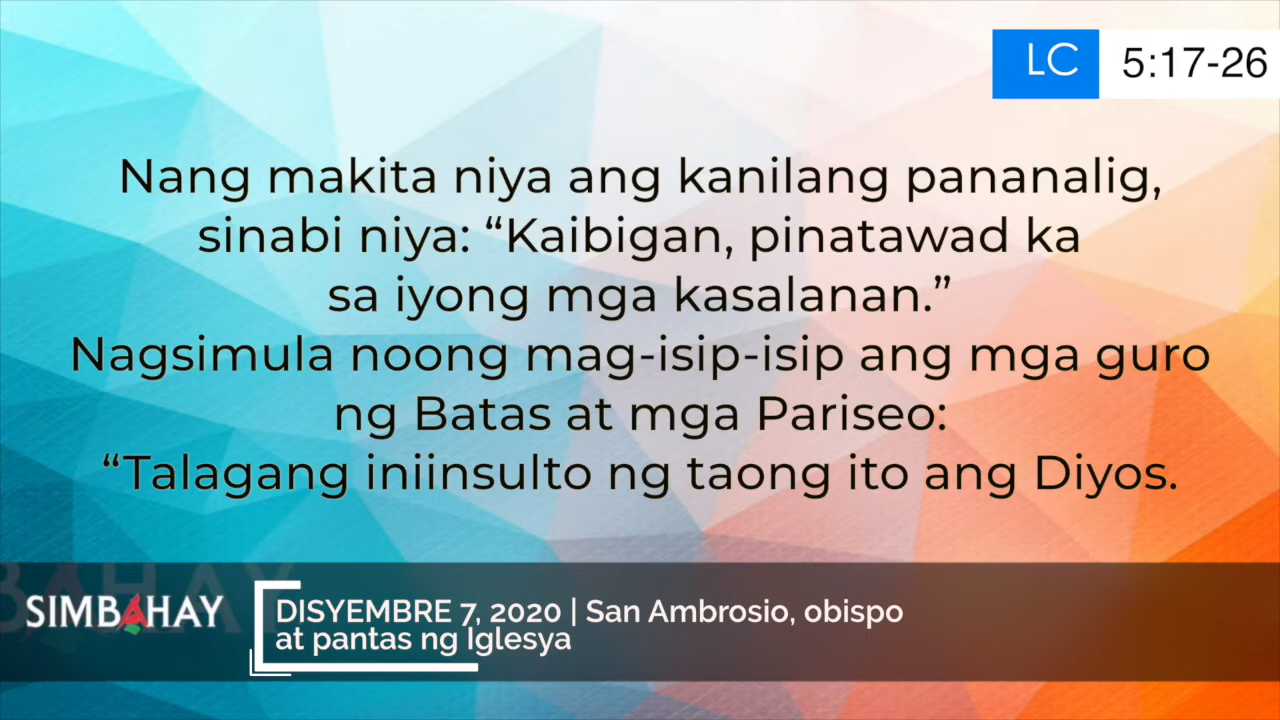 LC 5:17-26
Nang makita niya ang kanilang pananalig,
sinabi niya: “Kaibigan, pinatawad ka
sa iyong mga kasalanan.”
Nagsimula noong mag-isip-isip ang mga guro
ng Batas at mga Pariseo:
“Talagang iniinsulto ng taong ito ang Diyos.
SIMBAHAY
DISYEMBRE 7, 2020 | San Ambrosio, obispo
at pantas ng Iglesya